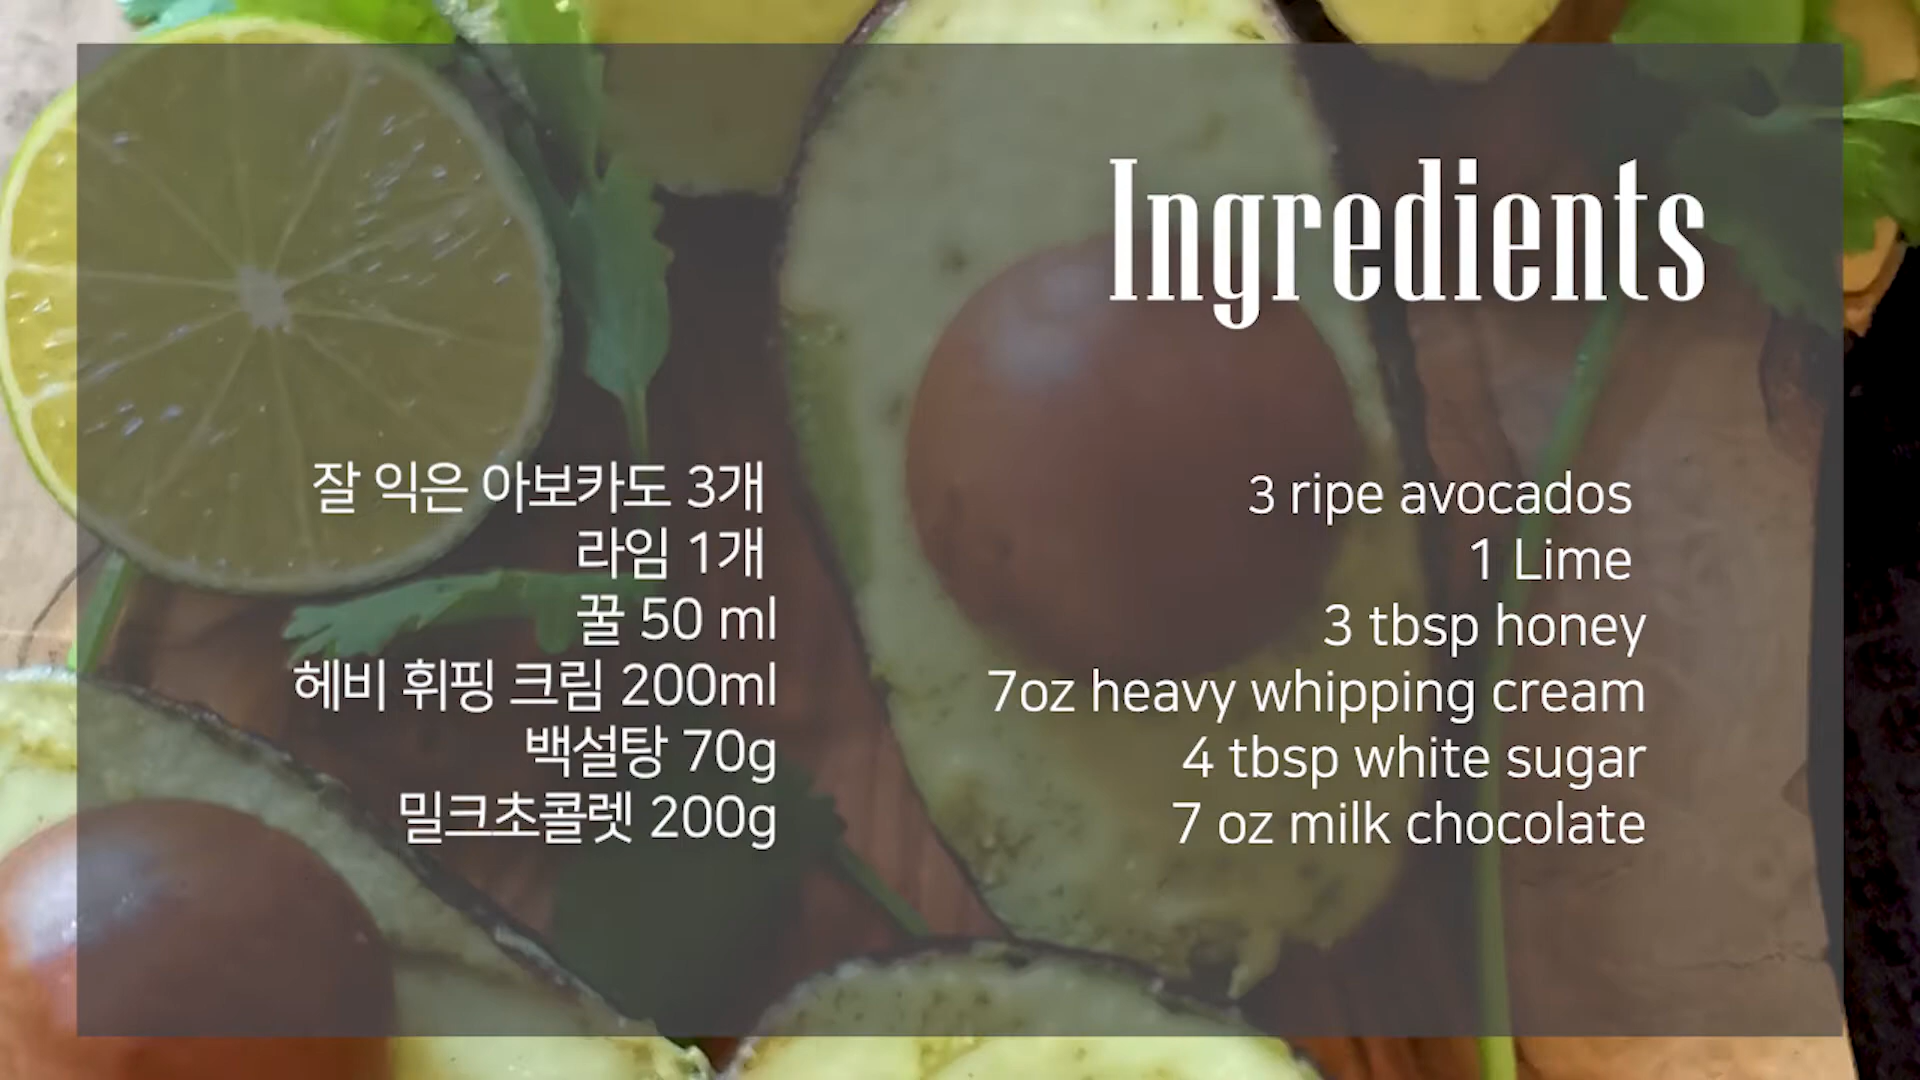 Ingredients
잘 익은 아보카도 3개
라임 1개
꿀 50 ml
헤비 휘핑 크림 200ml
백설탕 70g
밀크초콜렛 200g
3 ripe avocados
1 Lime
3 tbsp honey
7oz heavy whipping cream
4 tbsp white sugar
7 oz milk chocolate